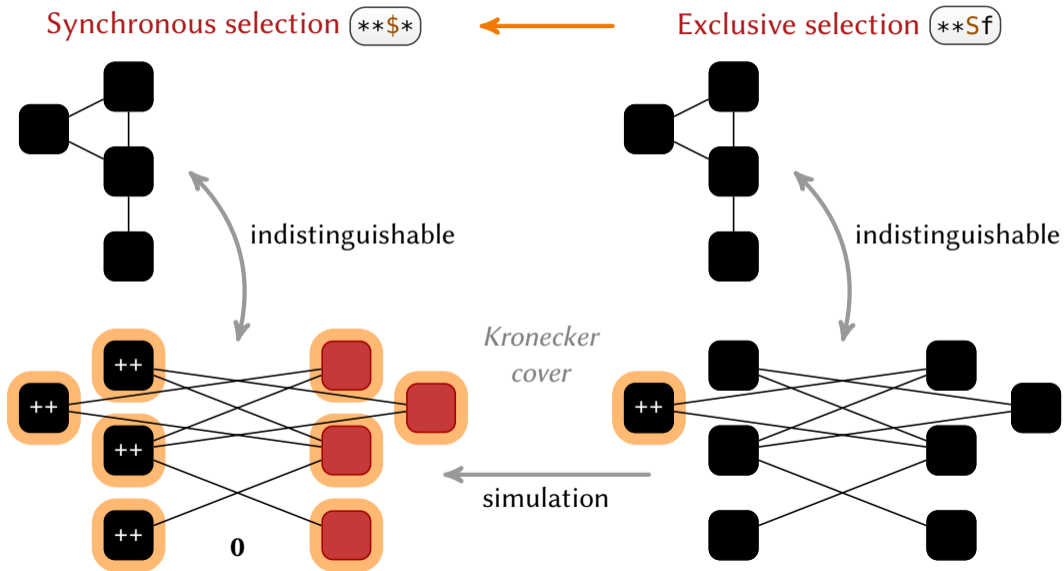 Synchronous selection **$*
Exclusive selection **Sf
indistinguishable
indistinguishable
Kronecker
cover
++
++
++
++
++
simulation
0